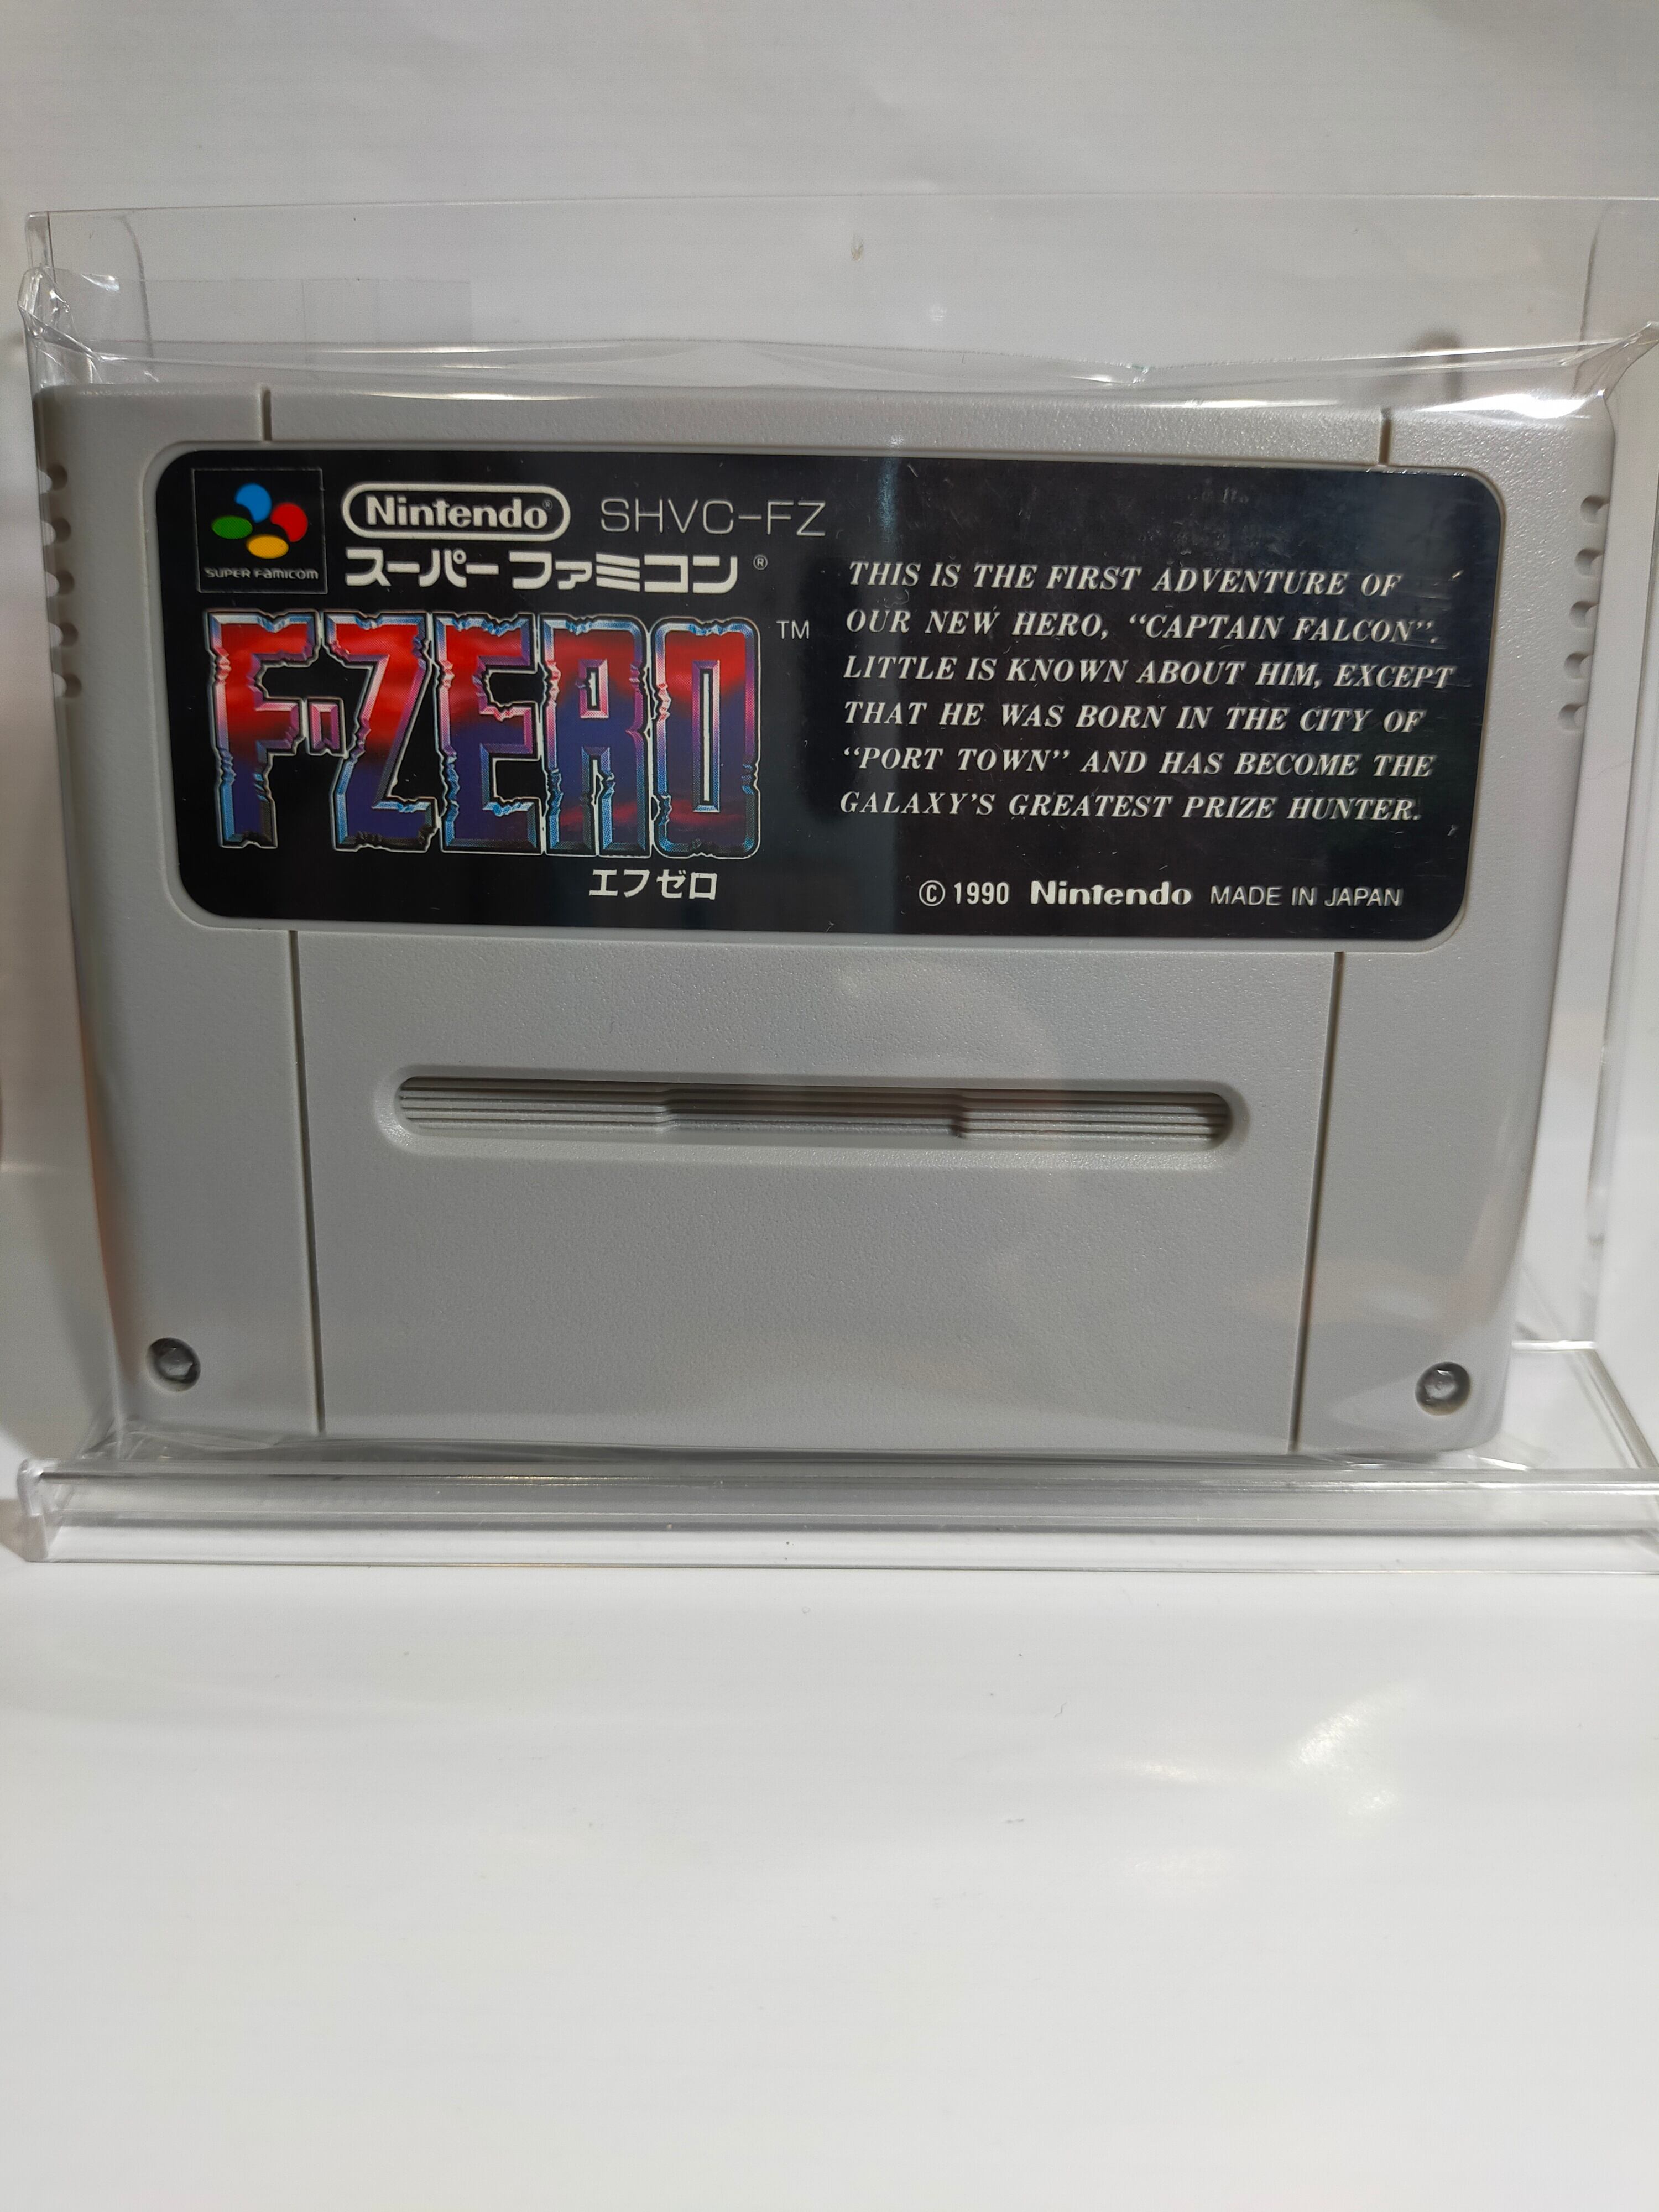 Nintendo® SHVC-FZ
SUPER FAMICOM
スーパーファミコン®
F-ZERO™
エフゼロ
THIS IS THE FIRST ADVENTURE OF
OUR NEW HERO, “CAPTAIN FALCON”.
LITTLE IS KNOWN ABOUT HIM, EXCEPT
THAT HE WAS BORN IN THE CITY OF
“PORT TOWN” AND HAS BECOME THE
GALAXY’S GREATEST PRIZE HUNTER.
© 1990 Nintendo MADE IN JAPAN